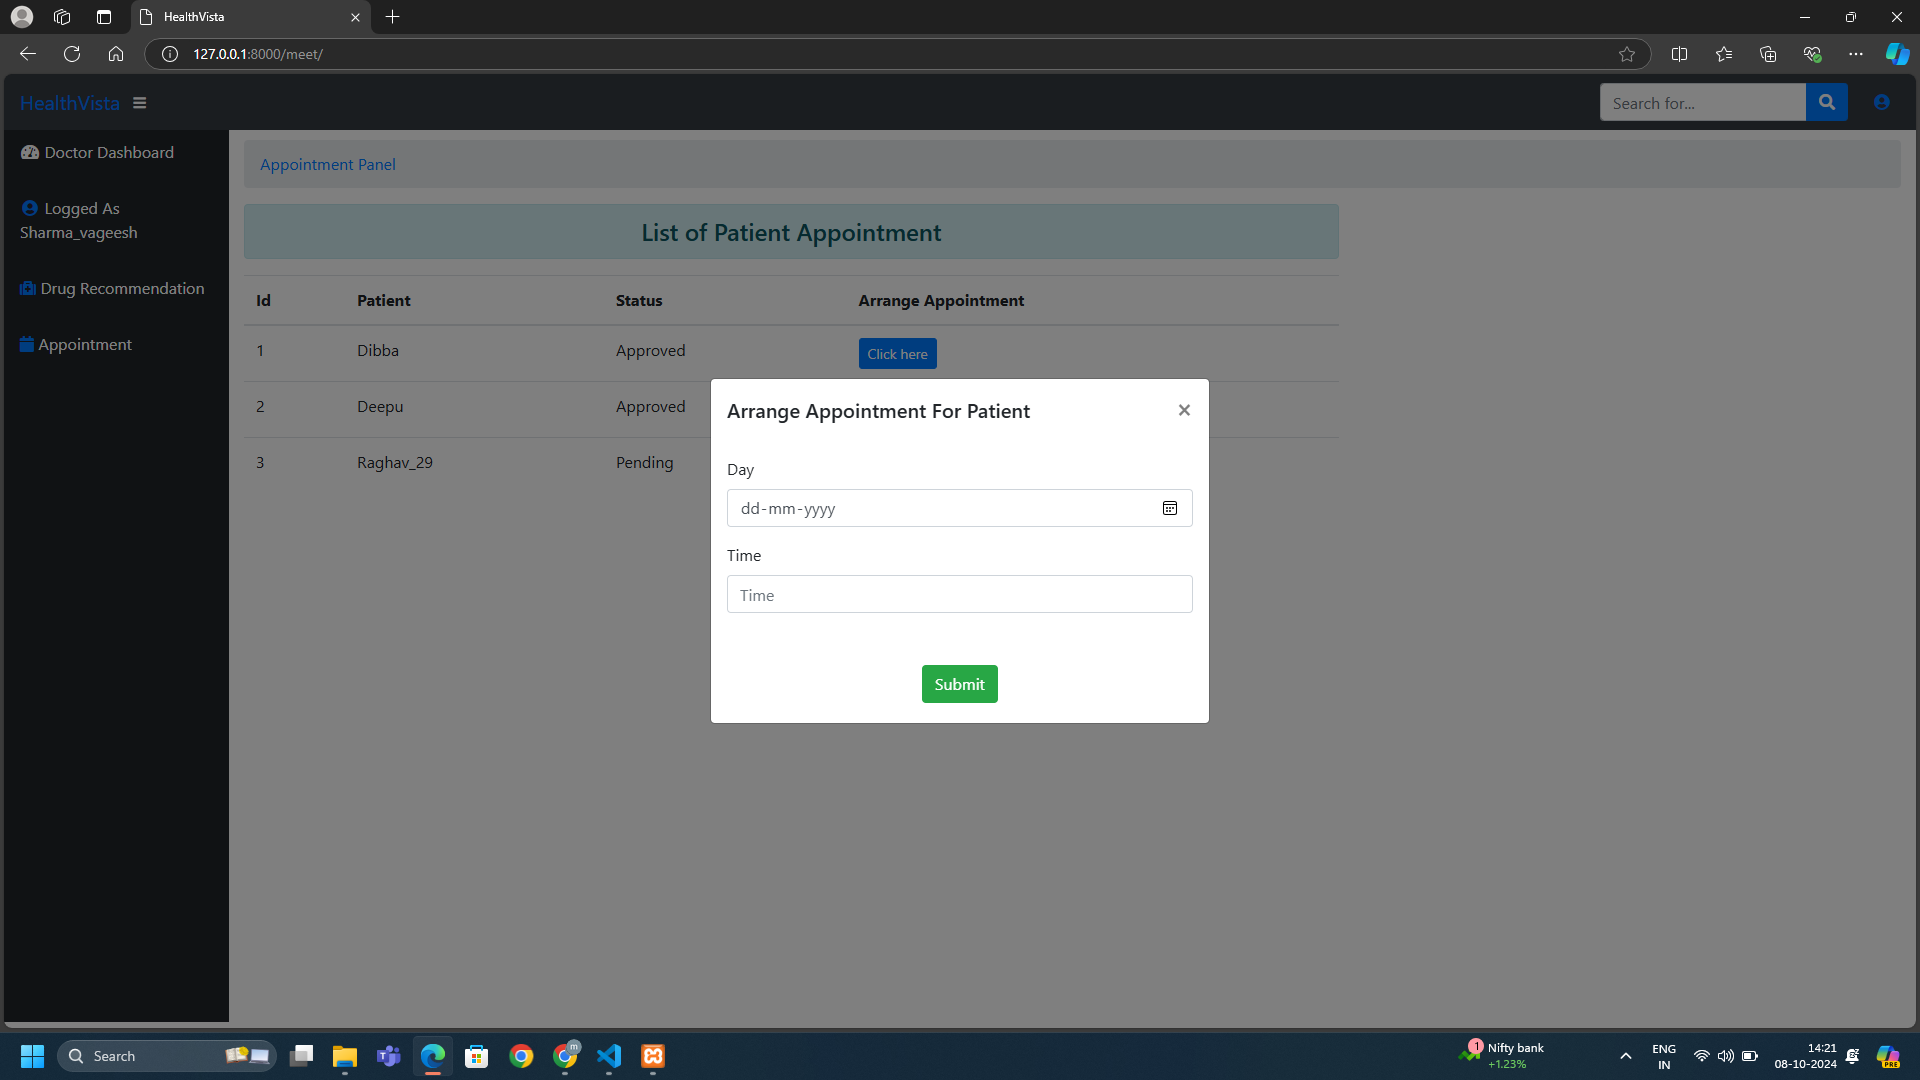 HealthVista
127.0.0.1:8000/meet/
HealthVista
Search for...
Doctor Dashboard
Logged As
Sharma_vageesh
Drug Recommendation
Appointment
Appointment Panel
List of Patient Appointment
Id Patient Status Arrange Appointment
1 Dibba Approved Click here
2 Deepu Approved
3 Raghav_29 Pending
Arrange Appointment For Patient ×
Day
dd-mm-yyyy
Time
Time
Submit
Search
m
1
Nifty bank
+1.23%
ENG
IN
14:21
08-10-2024
PRE